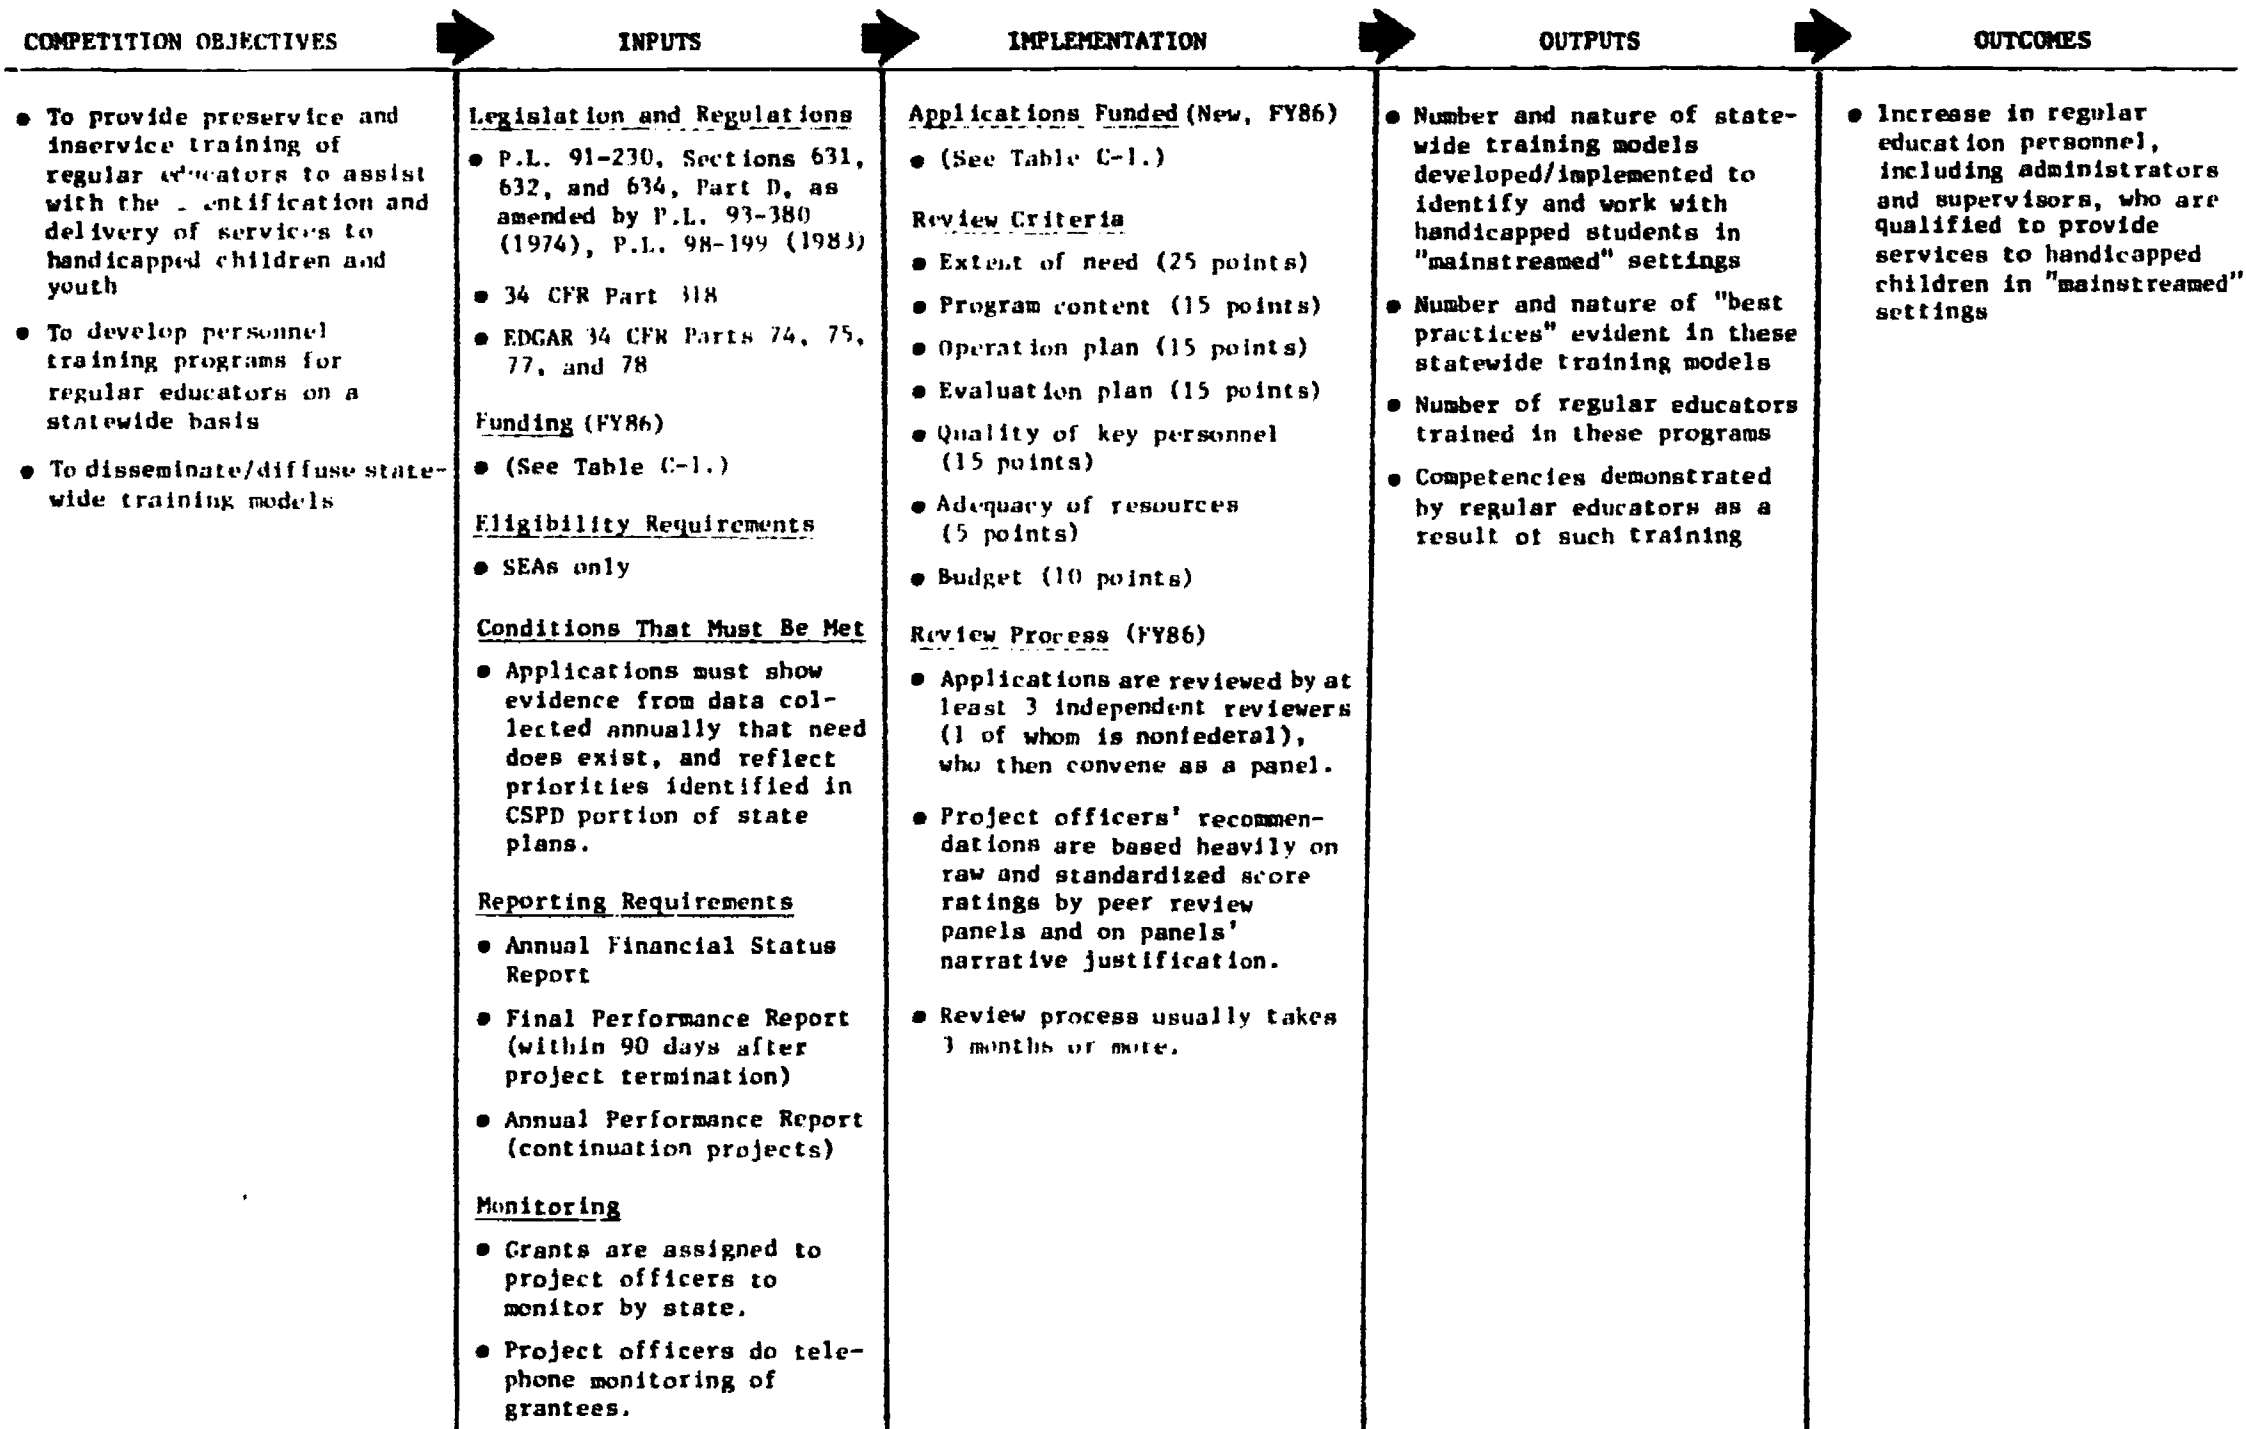 COMPETITION OBJECTIVES
INPUTS
IMPLEMENTATION
OUTPUTS
OUTCOMES
● To provide preservice and
inservice training of
regular educators to assist
with the entification and
delivery of services to
handicapped children and
youth
● To develop personnel
training programs for
regular educators on a
statewide basis
● To disseminate/diffuse state-
wide training models
Legislation and Regulations
● P.L. 91-230, Sections 631,
632, and 634, Part D, as
amended by P.L. 93-380
(1974), P.L. 98-199 (1983)
● 34 CFR Part 318
● EDGAR 34 CFR Parts 74, 75,
77, and 78
Funding (FY86)
● (See Table C-1.)
Eligibility Requirements
● SEAs only
Conditions That Must Be Met
● Applications must show
evidence from data col-
lected annually that need
does exist, and reflect
priorities identified in
CSPD portion of state
plans.
Reporting Requirements
● Annual Financial Status
Report
● Final Performance Report
(within 90 days after
project termination)
● Annual Performance Report
(continuation projects)
Monitoring
● Grants are assigned to
project officers to
monitor by state.
● Project officers do tele-
phone monitoring of
grantees.
Applications Funded (New, FY86)
● (See Table C-1.)
Review Criteria
● Extent of need (25 points)
● Program content (15 points)
● Operation plan (15 points)
● Evaluation plan (15 points)
● Quality of key personnel
(15 points)
● Adequacy of resources
(5 points)
● Budget (10 points)
Review Process (FY86)
● Applications are reviewed by at
least 3 independent reviewers
(1 of whom is nonfederal),
who then convene as a panel.
● Project officers' recommen-
dations are based heavily on
raw and standardized score
ratings by peer review
panels and on panels'
narrative justification.
● Review process usually takes
3 months or more.
● Number and nature of state-
wide training models
developed/implemented to
identify and work with
handicapped students in
"mainstreamed" settings
● Number and nature of "best
practices" evident in these
statewide training models
● Number of regular educators
trained in these programs
● Competencies demonstrated
by regular educators as a
result of such training
● Increase in regular
education personnel,
including administrators
and supervisors, who are
qualified to provide
services to handicapped
children in "mainstreamed"
settings